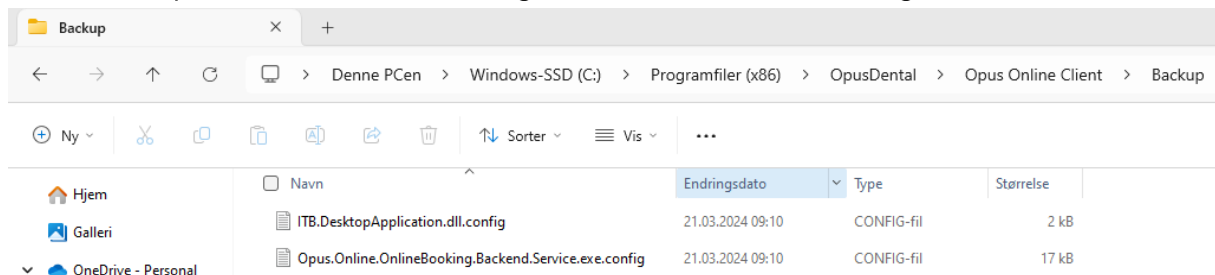 Backup
Denne PCen > Windows-SSD (C:) > Programfiler (x86) > OpusDental > Opus Online Client > Backup
Ny Sorter Vis ...
Hjem
Galleri
OneDrive - Personal
Navn Endringsdato Type Størrelse
ITB.DesktopApplication.dll.config 21.03.2024 09:10 CONFIG-fil 2 kB
Opus.Online.OnlineBooking.Backend.Service.exe.config 21.03.2024 09:10 CONFIG-fil 17 kB